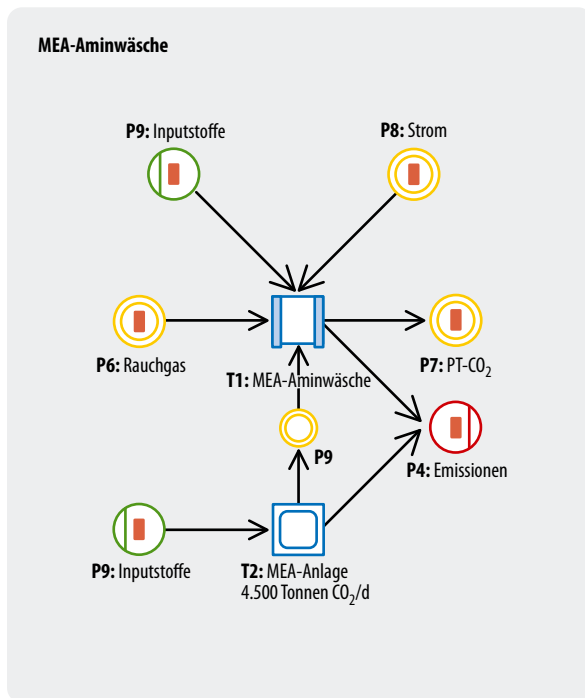 MEA-Aminwäsche
P9: Inputstoffe
P8: Strom
P6: Rauchgas
T1: MEA-Aminwäsche
P7: PT-CO₂
P9
P4: Emissionen
P9: Inputstoffe
T2: MEA-Anlage
4.500 Tonnen CO₂/d